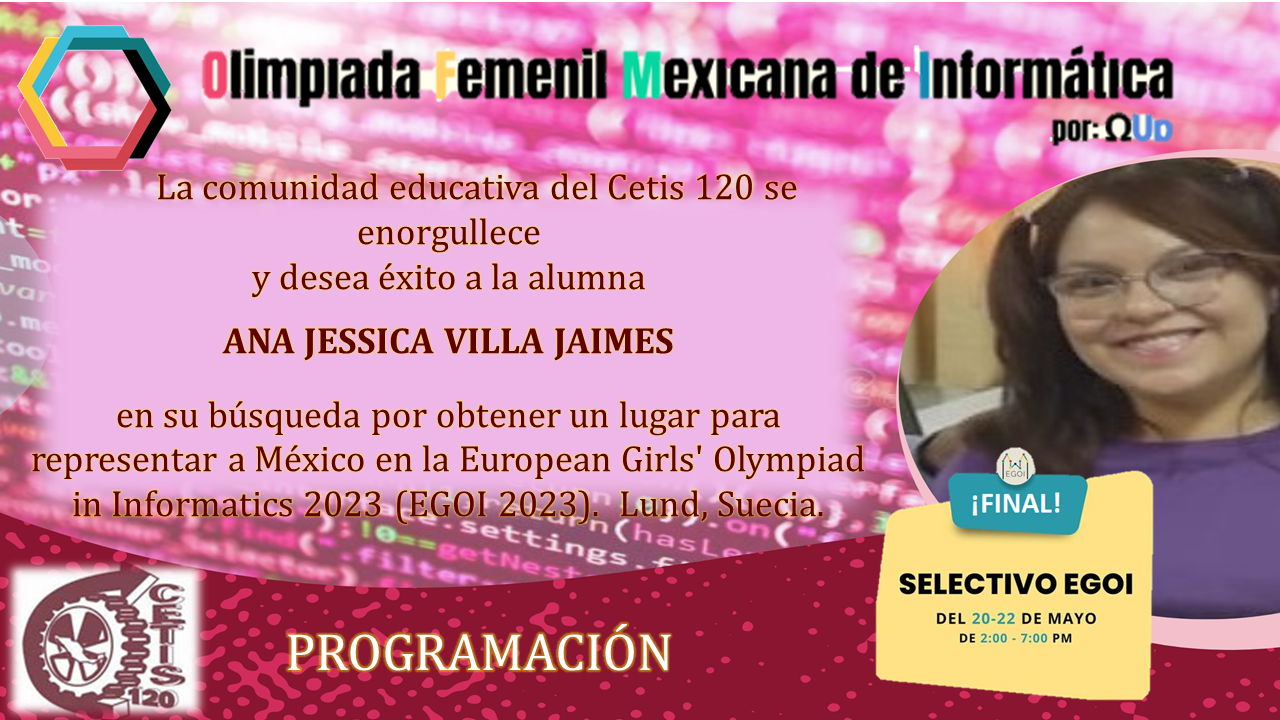 Olimpiada Femenil Mexicana de Informática
por: ΩUp
La comunidad educativa del Cetis 120 se
enorgullece
y desea éxito a la alumna
ANA JESSICA VILLA JAIMES
en su búsqueda por obtener un lugar para
representar a México en la European Girls' Olympiad
in Informatics 2023 (EGOI 2023).  Lund, Suecia.
EGOI
¡FINAL!
SELECTIVO EGOI
DEL 20-22 DE MAYO
DE 2:00 - 7:00 PM
CETIS
120
PROGRAMACIÓN